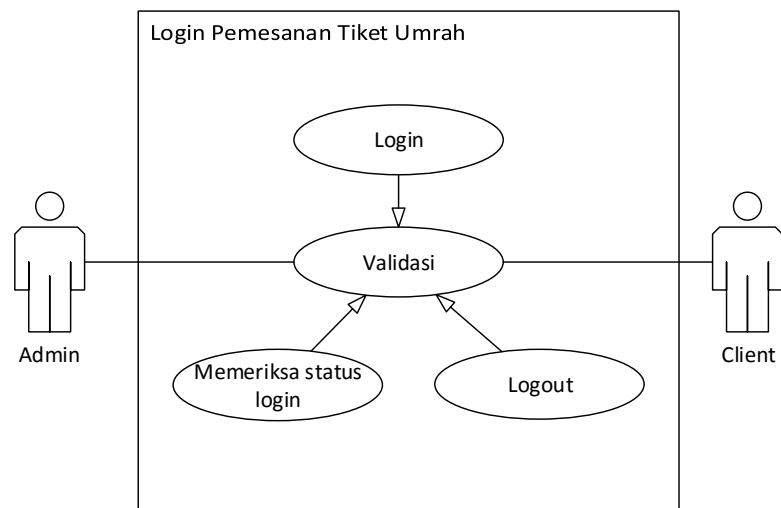 Login Pemesanan Tiket Umrah
Login
Validasi
Admin
Client
Memeriksa status
login
Logout